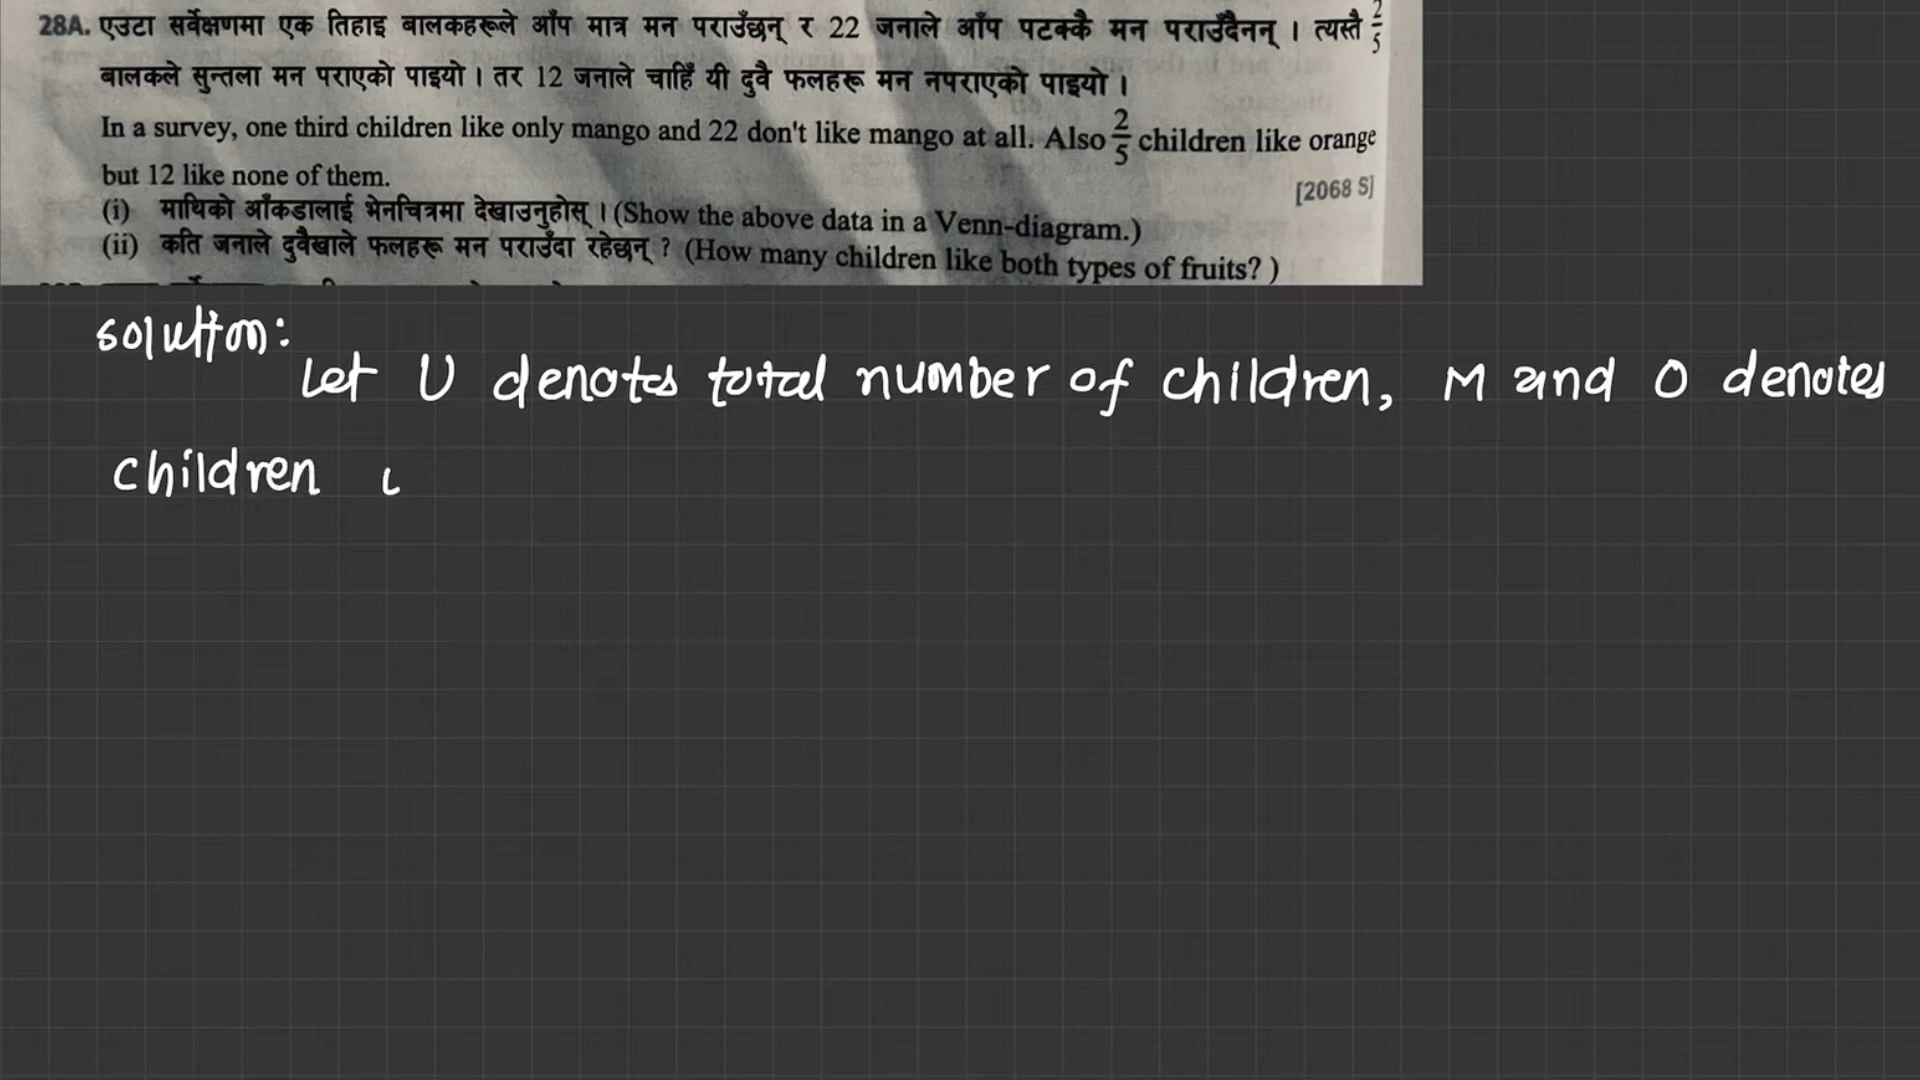 28A. एउटा सर्वेक्षणमा एक तिहाइ बालकहरूले आँप मात्र मन पराउँछन् र 22 जनाले आँप पटक्कै मन पराउँदैनन् । त्यस्तै 2/5
बालकले सुन्तला मन पराएको पाइयो । तर 12 जनाले चाहिँ यी दुवै फलहरू मन नपराएको पाइयो ।
In a survey, one third children like only mango and 22 don't like mango at all. Also 2/5 children like orange
but 12 like none of them.
[2068 S]
(i) माथिको आँकडालाई भेनचित्रमा देखाउनुहोस् । (Show the above data in a Venn-diagram.)
(ii) कति जनाले दुवैखाले फलहरू मन पराउँदा रहेछन् ? (How many children like both types of fruits? )
solution:
Let U denotes total number of children, M and O denotes
children